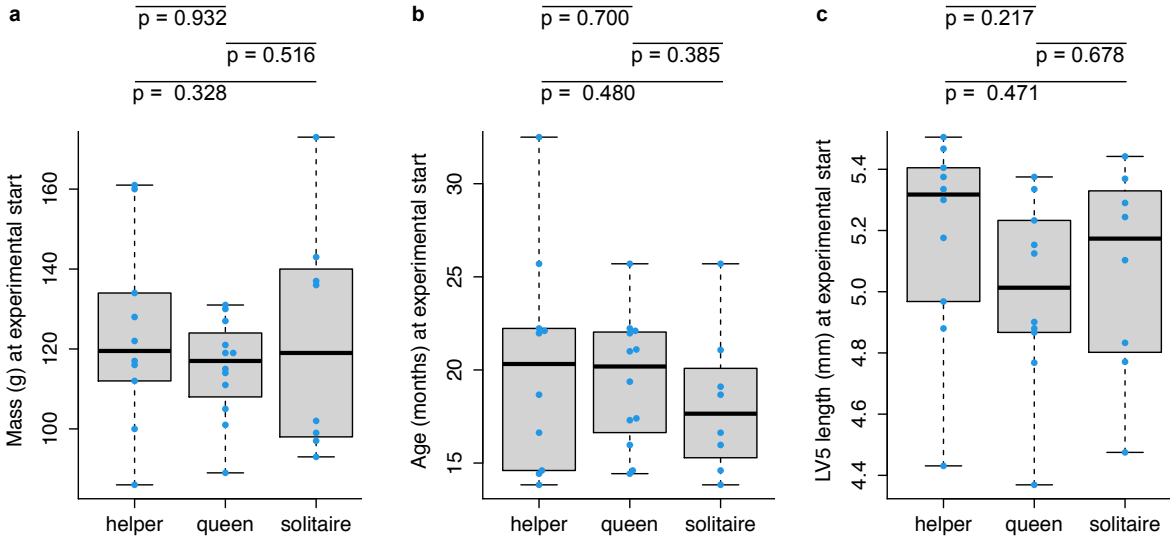 a
p = 0.932
p = 0.516
p = 0.328
Mass (g) at experimental start
160
140
120
100
helper
queen
solitaire
b
p = 0.700
p = 0.385
p = 0.480
Age (months) at experimental start
30
25
20
15
helper
queen
solitaire
c
p = 0.217
p = 0.678
p = 0.471
LV5 length (mm) at experimental start
5.4
5.2
5.0
4.8
4.6
4.4
helper
queen
solitaire